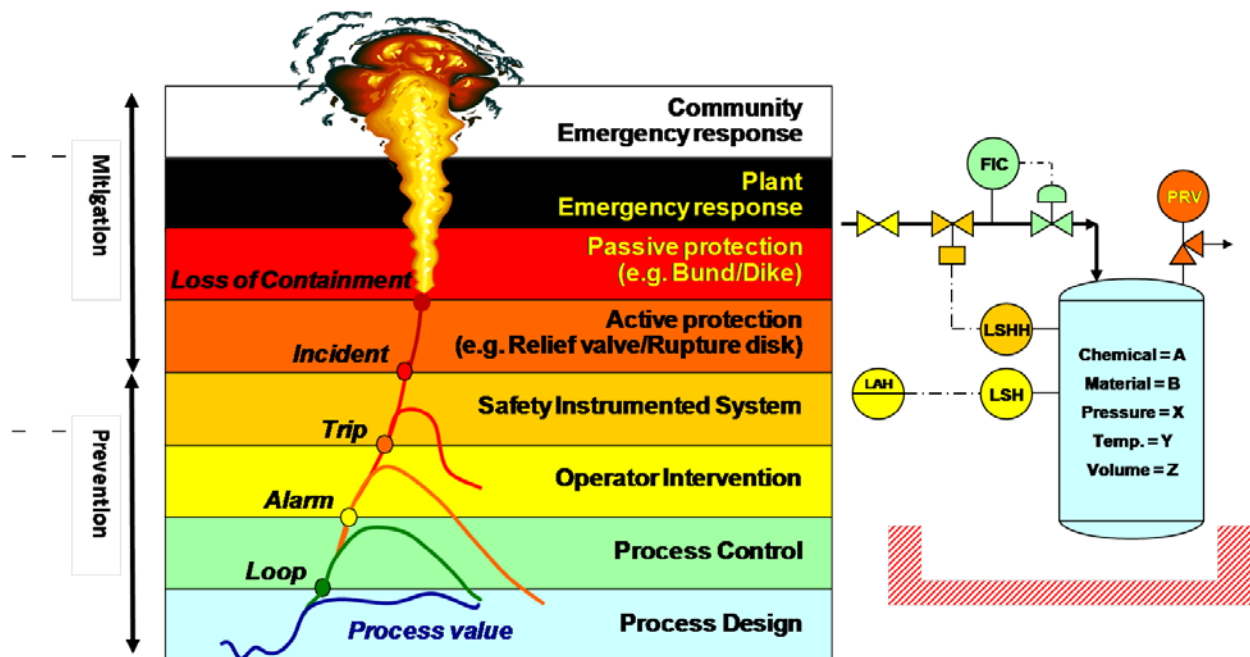 Mitigation
Prevention
Community
Emergency response
Plant
Emergency response
Passive protection
(e.g. Bund/Dike)
Loss of Containment
Active protection
(e.g. Relief valve/Rupture disk)
Incident
Safety Instrumented System
Trip
Operator Intervention
Alarm
Process Control
Loop
Process Design
Process value
FIC
PRV
LSHH
LAH
LSH
Chemical = A
Material = B
Pressure = X
Temp. = Y
Volume = Z